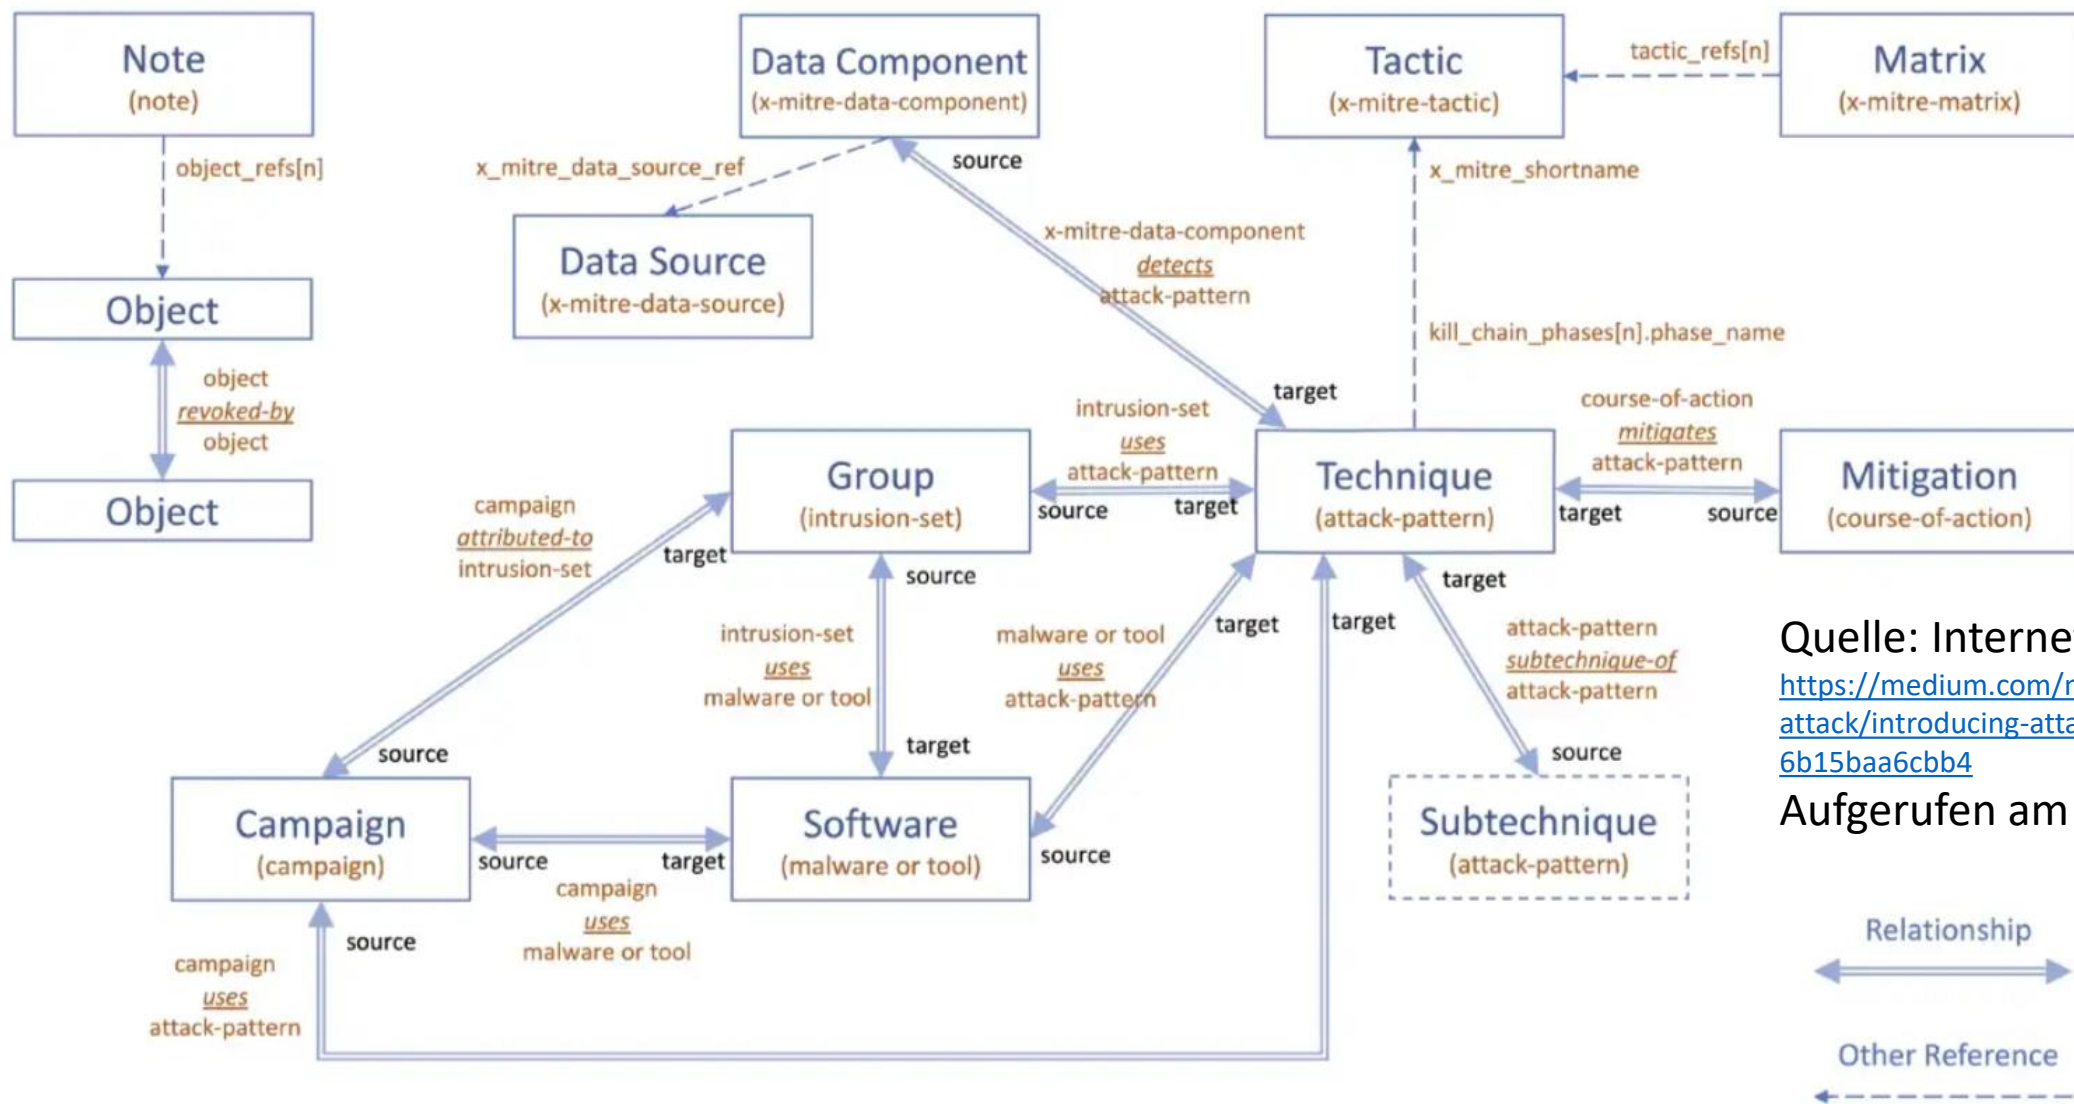 Note
(note)
object_refs[n]
Object
object
revoked-by
object
Object
Data Component
(x-mitre-data-component)
x_mitre_data_source_ref
source
Data Source
(x-mitre-data-source)
x-mitre-data-component
detects
attack-pattern
target
Tactic
(x-mitre-tactic)
tactic_refs[n]
Matrix
(x-mitre-matrix)
x_mitre_shortname
kill_chain_phases[n].phase_name
Group
(intrusion-set)
intrusion-set
uses
attack-pattern
source
target
Technique
(attack-pattern)
course-of-action
mitigates
attack-pattern
target
source
Mitigation
(course-of-action)
campaign
attributed-to
intrusion-set
target
source
source
intrusion-set
uses
malware or tool
target
malware or tool
uses
attack-pattern
target
source
target
target
attack-pattern
subtechnique-of
attack-pattern
source
Campaign
(campaign)
source
target
campaign
uses
malware or tool
Software
(malware or tool)
Subtechnique
(attack-pattern)
source
campaign
uses
attack-pattern
Quelle: Interne
https://medium.com/
attack/introducing-att
6b15baa6cbb4
Aufgerufen am
Relationship
Other Reference